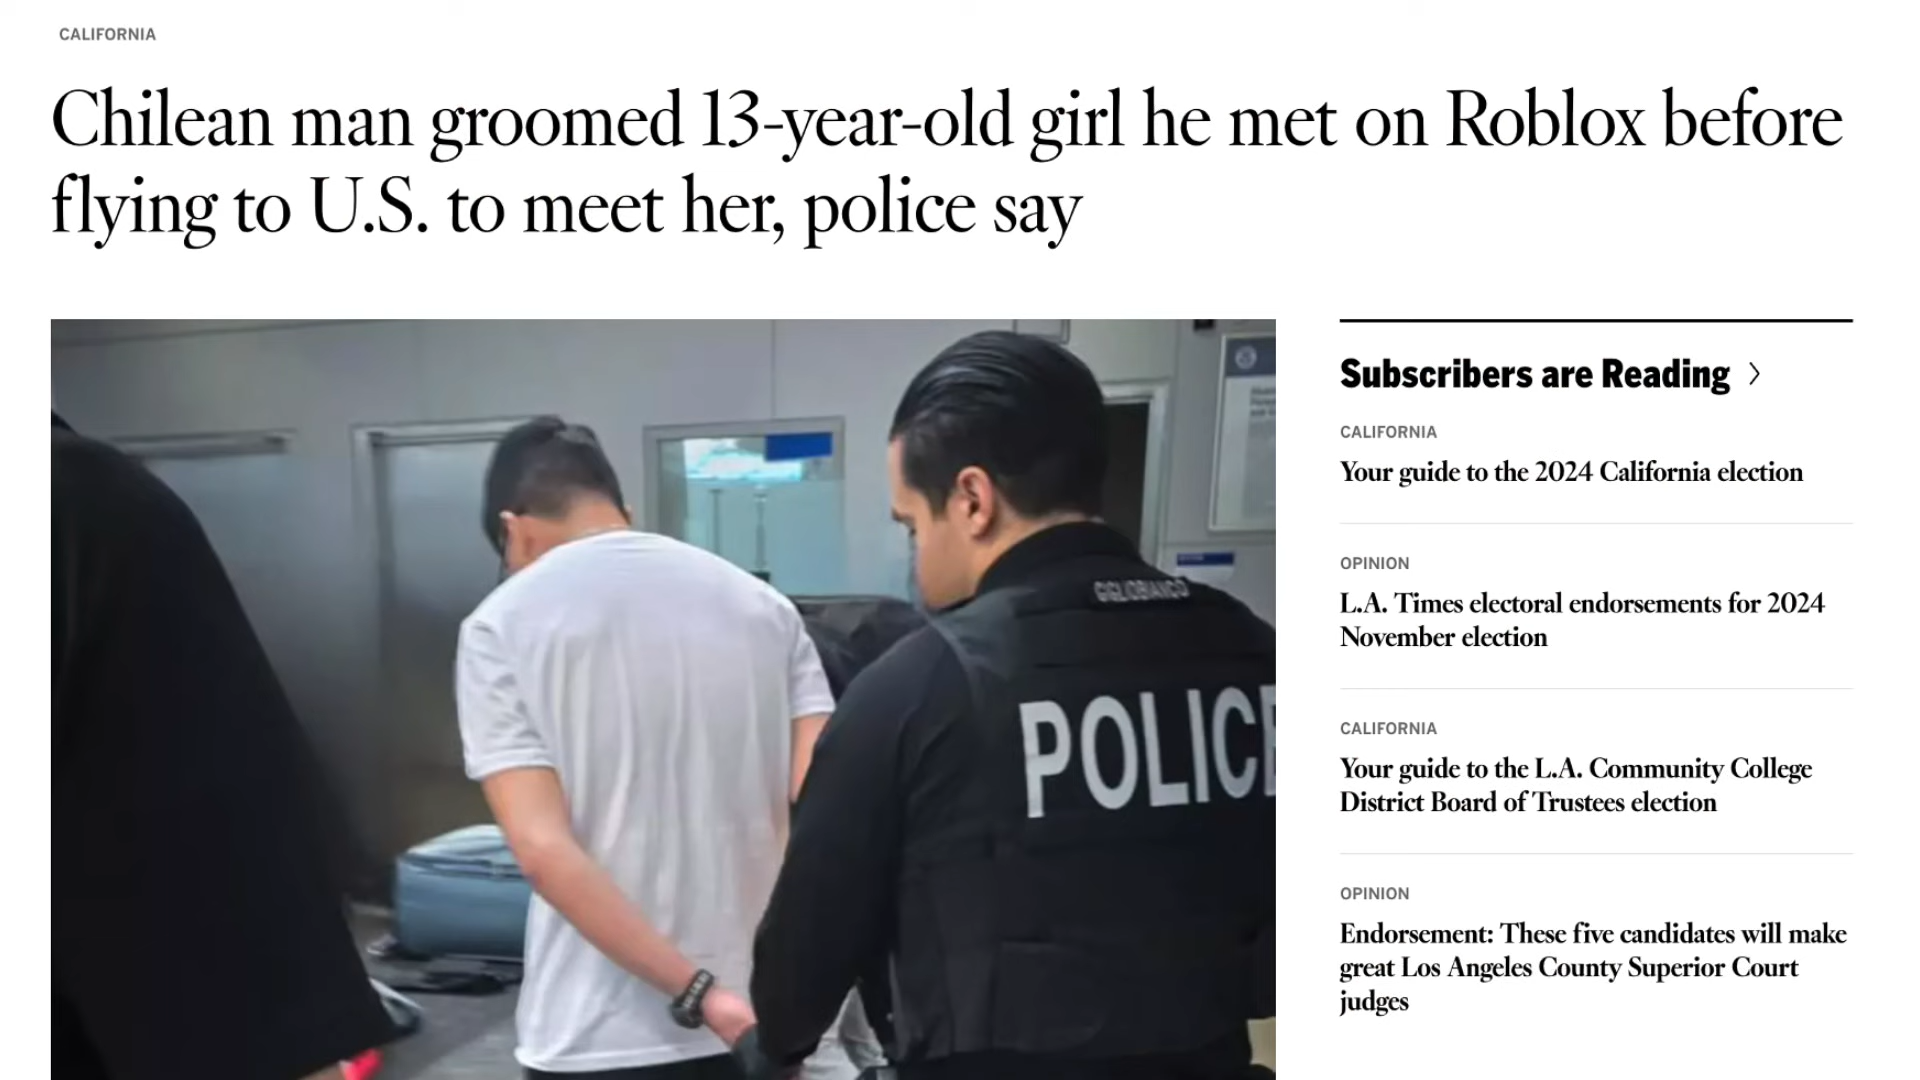 CALIFORNIA
Chilean man groomed 13-year-old girl he met on Roblox before
flying to U.S. to meet her, police say
POLICE
Subscribers are Reading
CALIFORNIA
Your guide to the 2024 California election
OPINION
L.A. Times electoral endorsements for 2024
November election
CALIFORNIA
Your guide to the L.A. Community College
District Board of Trustees election
OPINION
Endorsement: These five candidates will make
great Los Angeles County Superior Court
judges